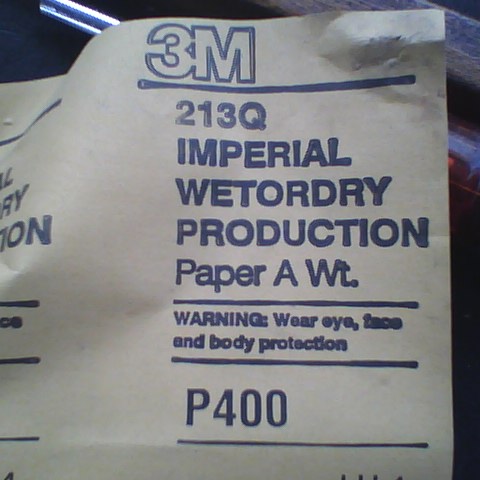 3M
213Q
IMPERIAL
WETORDRY
PRODUCTION
Paper A Wt.
WARNING: Wear eye, face
and body protection
P400